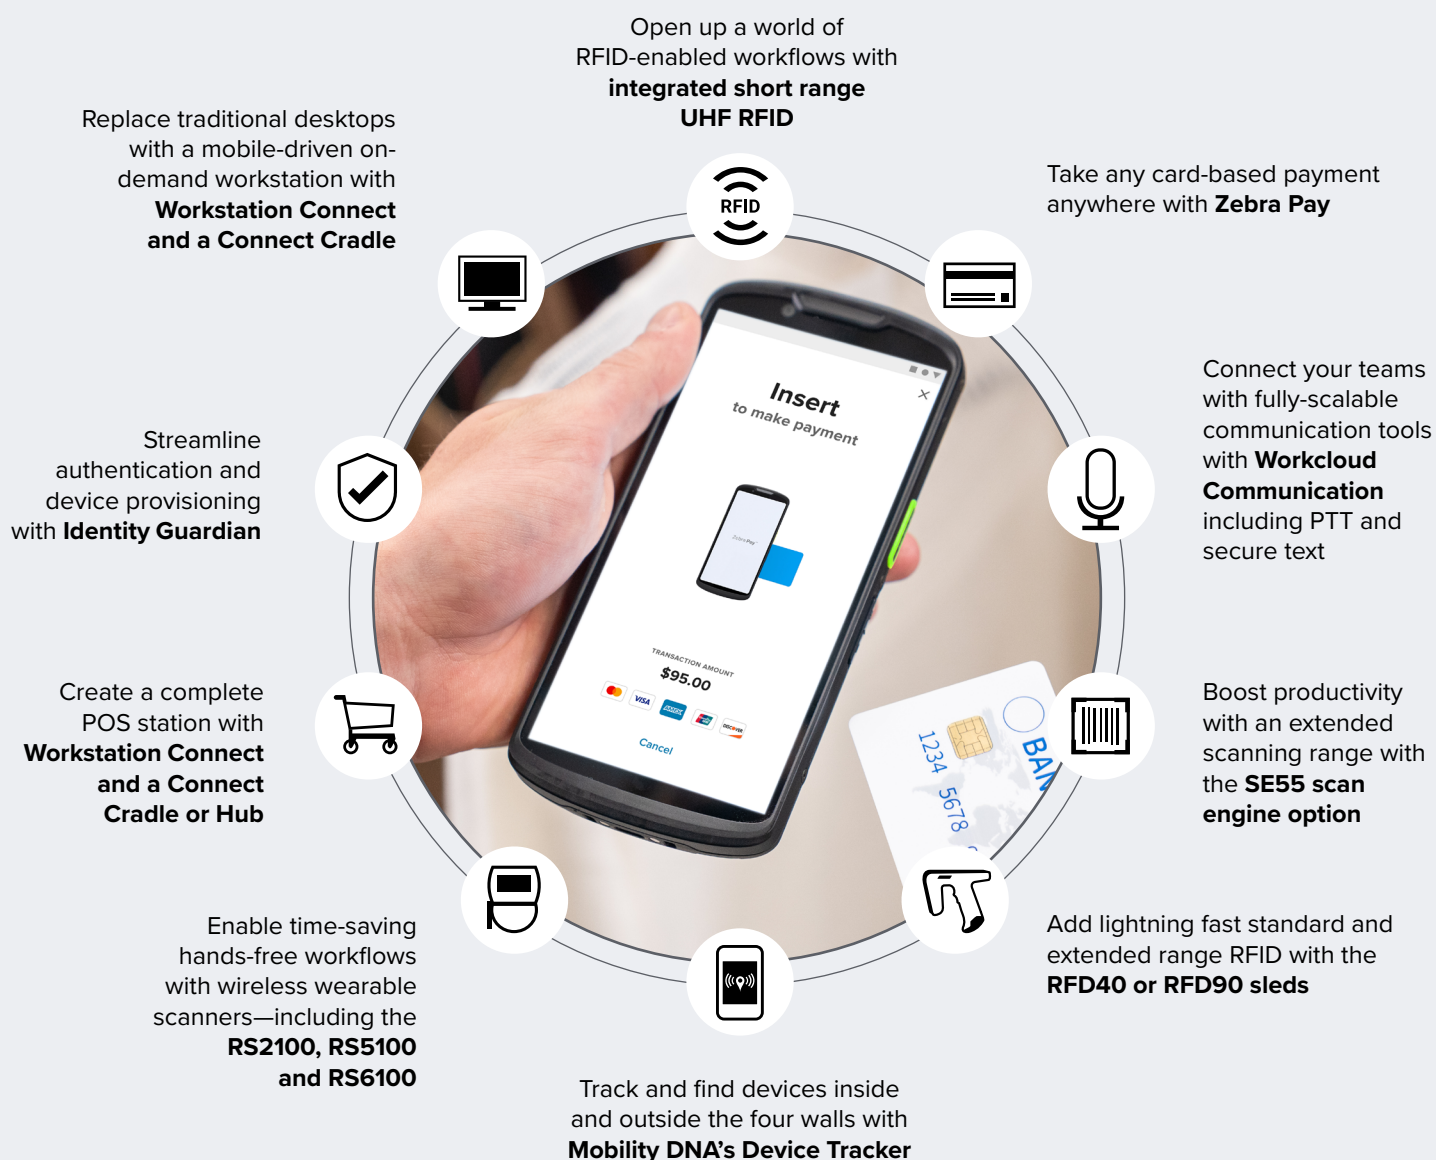 Open up a world of
RFID-enabled workflows with
integrated short range
UHF RFID
Replace traditional desktops
with a mobile-driven on-
demand workstation with
Workstation Connect
and a Connect Cradle
RFID
Take any card-based payment
anywhere with Zebra Pay
Connect your teams
with fully-scalable
communication tools
with Workcloud
Communication
including PTT and
secure text
Streamline
authentication and
device provisioning
with Identity Guardian
Insert
to make payment
Zebra Pay
TRANSACTION AMOUNT
$95.00
VISA
AMEX
DISCOVER
Cancel
BAN
1234 5678
Create a complete
POS station with
Workstation Connect
and a Connect
Cradle or Hub
Boost productivity
with an extended
scanning range with
the SE55 scan
engine option
Enable time-saving
hands-free workflows
with wireless wearable
scanners—including the
RS2100, RS5100
and RS6100
Add lightning fast standard and
extended range RFID with the
RFD40 or RFD90 sleds
Track and find devices inside
and outside the four walls with
Mobility DNA's Device Tracker